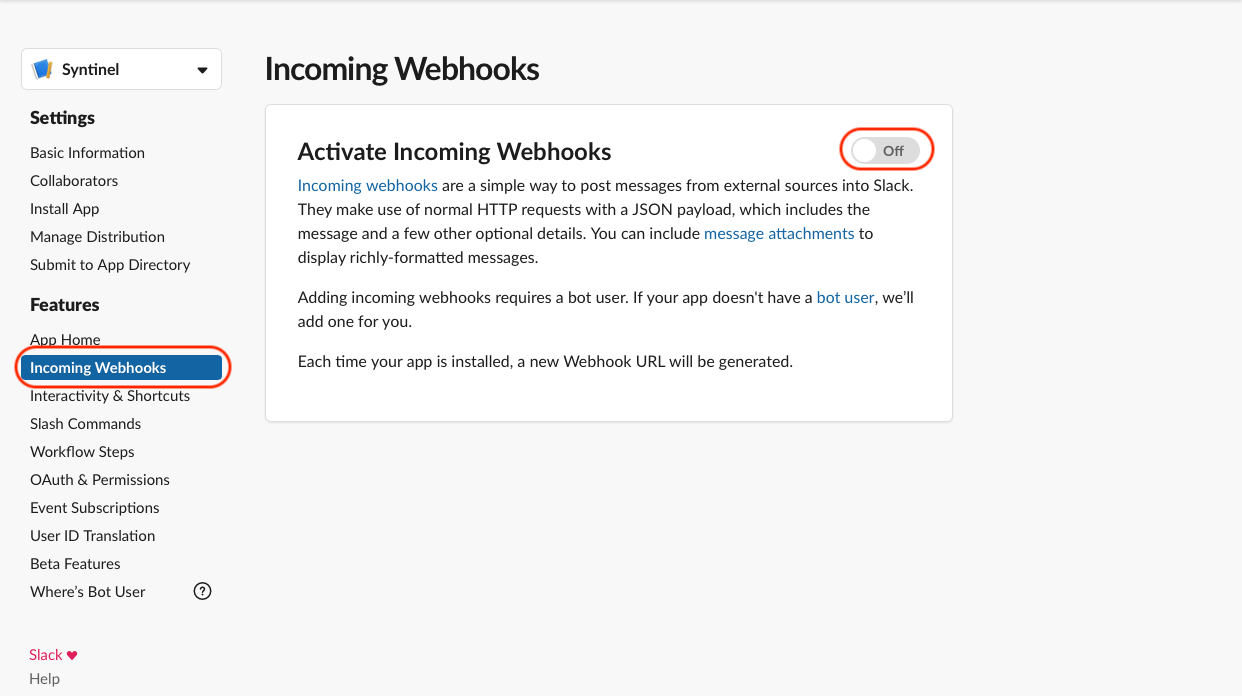 Syntinel
Settings
Basic Information
Collaborators
Install App
Manage Distribution
Submit to App Directory
Features
App Home
Incoming Webhooks
Interactivity & Shortcuts
Slash Commands
Workflow Steps
OAuth & Permissions
Event Subscriptions
User ID Translation
Beta Features
Where’s Bot User ?
Slack ♥
Help
Incoming Webhooks
Activate Incoming Webhooks
Off
Incoming webhooks are a simple way to post messages from external sources into Slack.
They make use of normal HTTP requests with a JSON payload, which includes the
message and a few other optional details. You can include message attachments to
display richly-formatted messages.
Adding incoming webhooks requires a bot user. If your app doesn't have a bot user, we’ll
add one for you.
Each time your app is installed, a new Webhook URL will be generated.